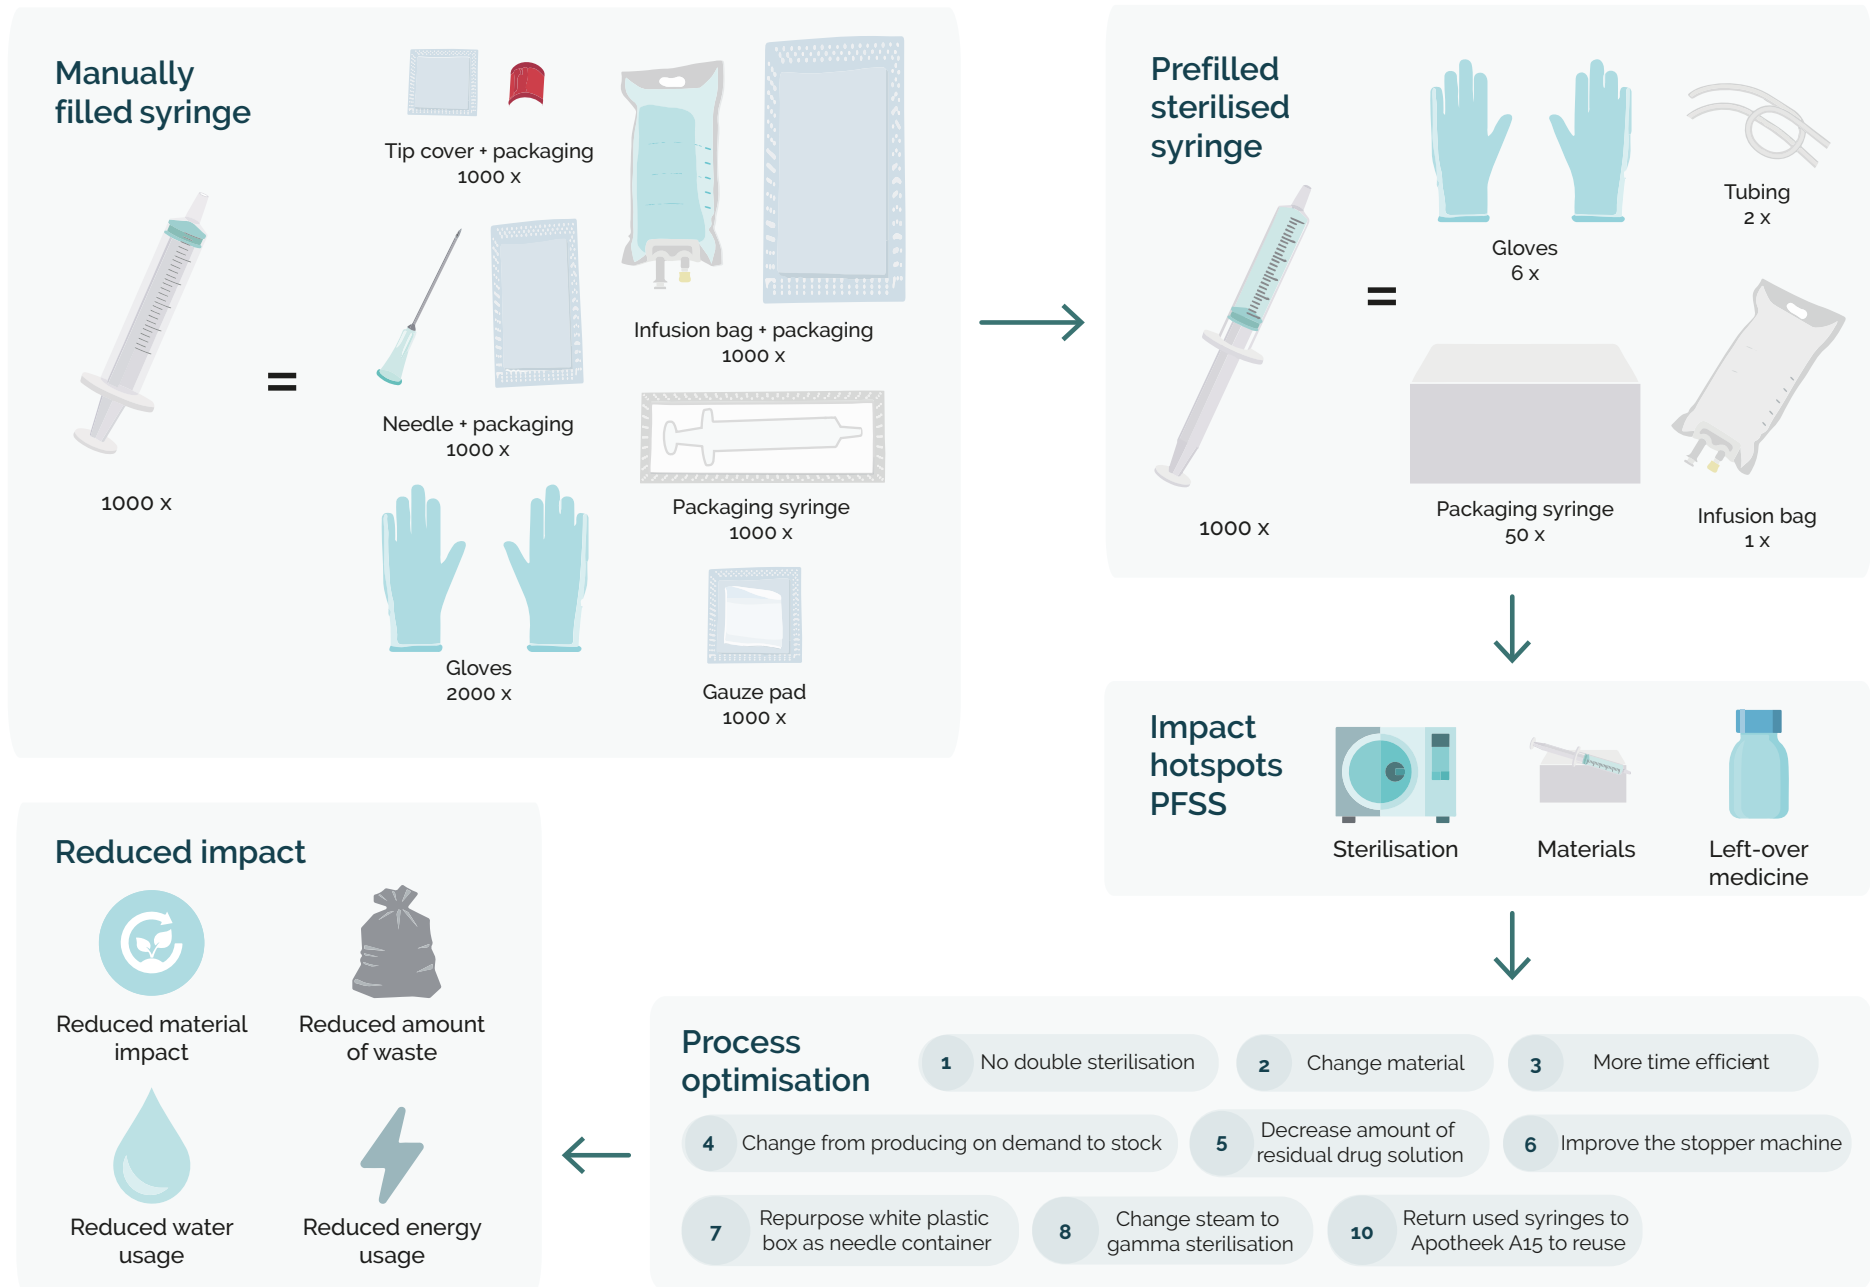 Manually
filled syringe
1000 x
=
Tip cover + packaging
1000 x
Needle + packaging
1000 x
Gloves
2000 x
Infusion bag + packaging
1000 x
Packaging syringe
1000 x
Gauze pad
1000 x
Prefilled
sterilised
syringe
1000 x
=
Gloves
6 x
Tubing
2 x
Packaging syringe
50 x
Infusion bag
1 x
Impact
hotspots
PFSS
Sterilisation
Materials
Left-over
medicine
Process
optimisation
1 No double sterilisation
2 Change material
3 More time efficient
4 Change from producing on demand to stock
5 Decrease amount of
residual drug solution
6 Improve the stopper machine
7 Repurpose white plastic
box as needle container
8 Change steam to
gamma sterilisation
10 Return used syringes to
Apotheek A15 to reuse
Reduced impact
Reduced material
impact
Reduced amount
of waste
Reduced water
usage
Reduced energy
usage